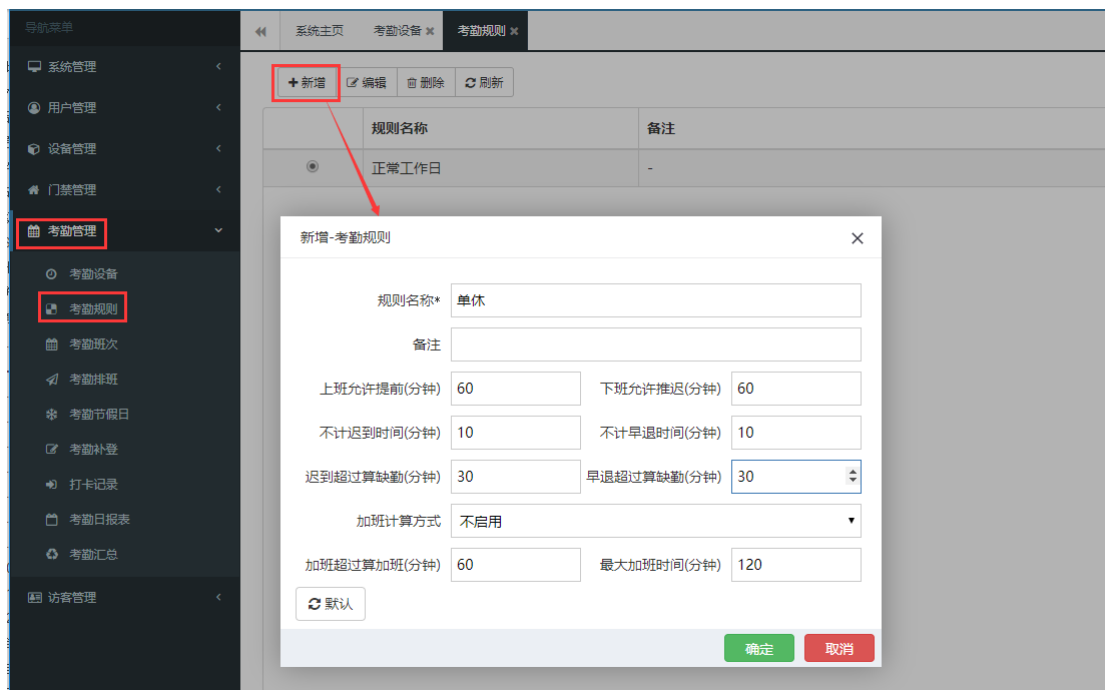 导航菜单
系统管理
用户管理
设备管理
门禁管理
考勤管理
考勤设备
考勤规则
考勤班次
考勤排班
考勤节假日
考勤补登
打卡记录
考勤日报表
考勤汇总
访客管理
系统主页 考勤设备 考勤规则
新增 编辑 删除 刷新
规则名称 备注
正常工作日 -
新增-考勤规则
规则名称* 单休
备注
上班允许提前(分钟) 60 下班允许推迟(分钟) 60
不计迟到时间(分钟) 10 不计早退时间(分钟) 10
迟到超过算缺勤(分钟) 30 早退超过算缺勤(分钟) 30
加班计算方式 不启用
加班超过算加班(分钟) 60 最大加班时间(分钟) 120
默认
确定 取消